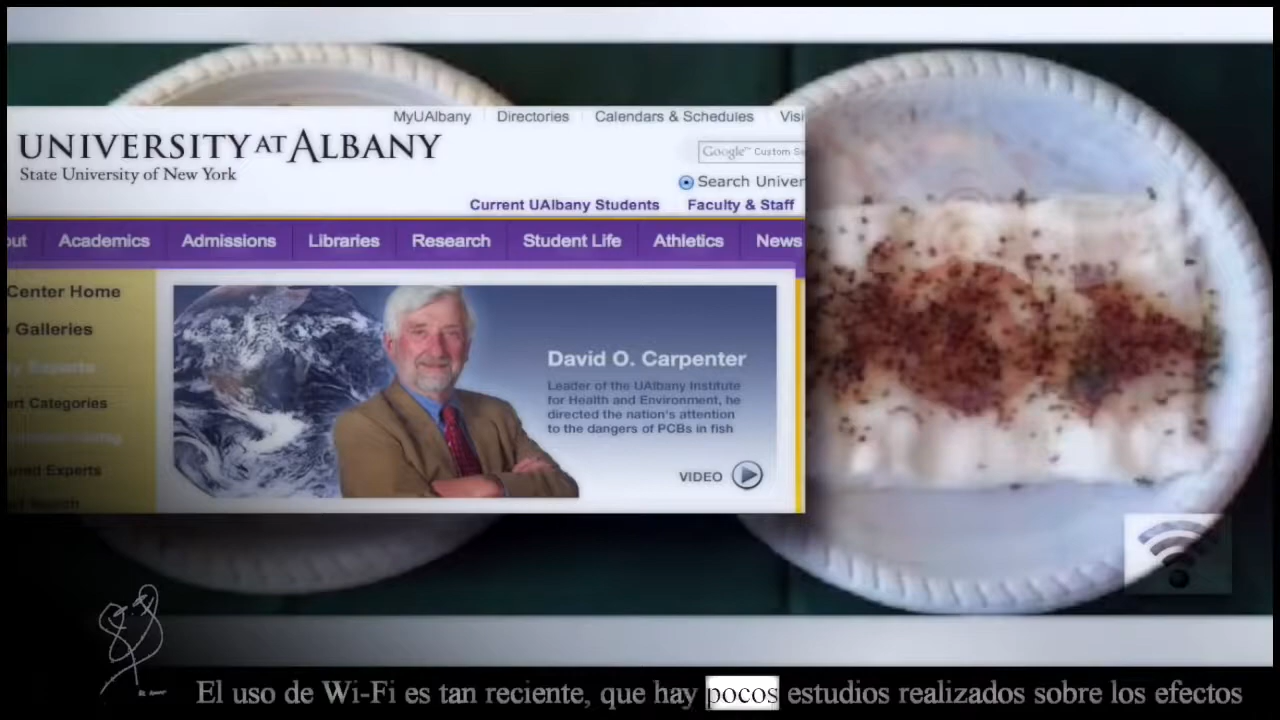 MyUAlbany Directories Calendars & Schedules
UNIVERSITY AT ALBANY
State University of New York
Google™ Custom
Search
Current UAlbany Students Faculty & Staff
Academics Admissions Libraries Research Student Life Athletics News
Center Home
Galleries
Experts
Categories
Experts
David O. Carpenter
Leader of the UAlbany Institute
for Health and Environment, he
directed the nation's attention
to the dangers of PCBs in fish
VIDEO
El uso de Wi-Fi es tan reciente, que hay pocos estudios realizados sobre los efectos